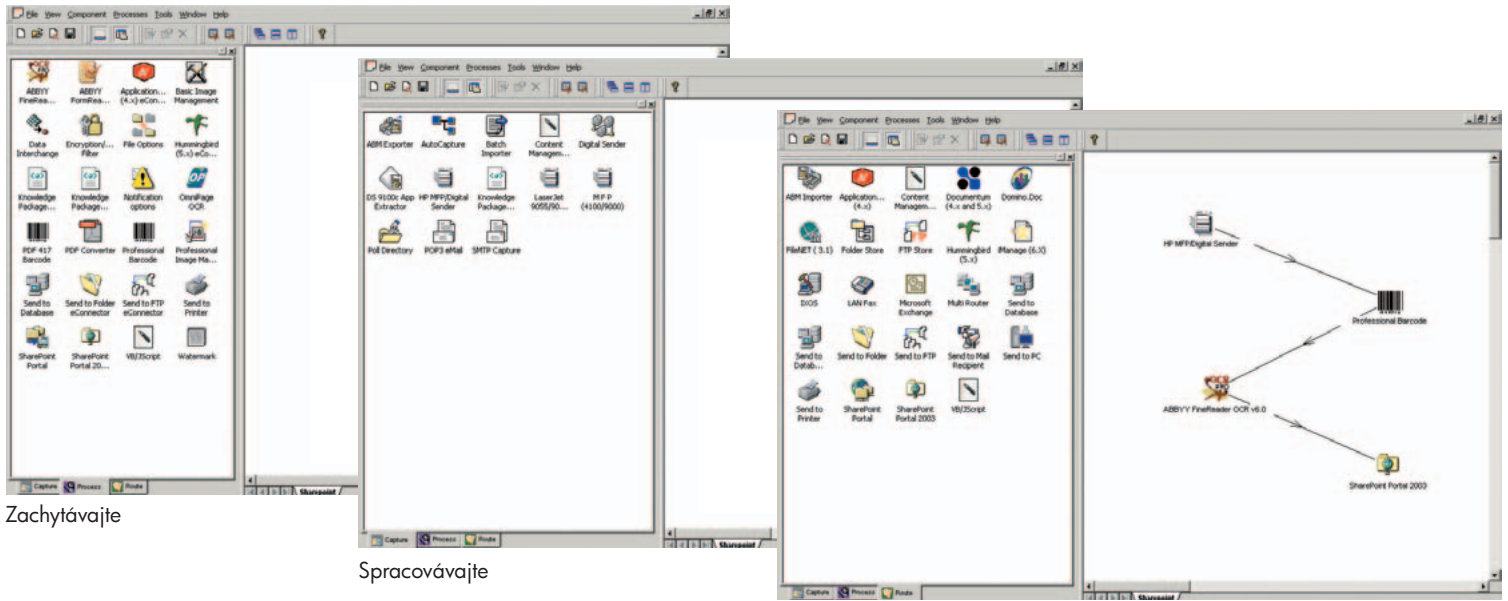 File View Component Processes Tools Window Help
ABBYY FineRea...
ABBYY FormRea...
Application... (4.x) eCon...
Basic Image Management
Data Interchange
Encryption/... Filter
File Options
Hummingbird (5.x) eCo...
Knowledge Package...
Knowledge Package...
Notification options
OmniPage OCR
PDF 417 Barcode
PDF Converter
Professional Barcode
Professional Image Ma...
Send to Database
Send to Folder eConnector
Send to FTP eConnector
Send to Printer
SharePoint Portal
SharePoint Portal 20...
VB/JScript
Watermark
Capture Process Route
Sharepoint
Zachytávajte
File View Component Processes Tools Window Help
ABM Exporter
AutoCapture
Batch Importer
Content Managem...
Digital Sender
DS 9100c App Extractor
HP MFP/Digital Sender
Knowledge Package...
LaserJet 9055/90...
MFP (4100/9000)
Poll Directory
POP3 eMail
SMTP Capture
Capture Process Route
Sharepoint
Spracovávajte
File View Component Processes Tools Window Help
ABM Importer
Application... (4.x)
Content Managem...
Documentum (4.x and 5.x)
Domino.Doc
FileNET ( 3.1)
Folder Store
FTP Store
Hummingbird (5.x)
iManage (6.X)
IXOS
LAN Fax
Microsoft Exchange
Multi Router
Send to Database
Send to Datab...
Send to Folder
Send to FTP
Send to Mail Recipient
Send to PC
Send to Printer
SharePoint Portal
SharePoint Portal 2003
VB/JScript
Capture Process Route
HP MFP/Digital Sender
Professional Barcode
ABBYY FineReader OCR v6.0
SharePoint Portal 2003
Sharepoint